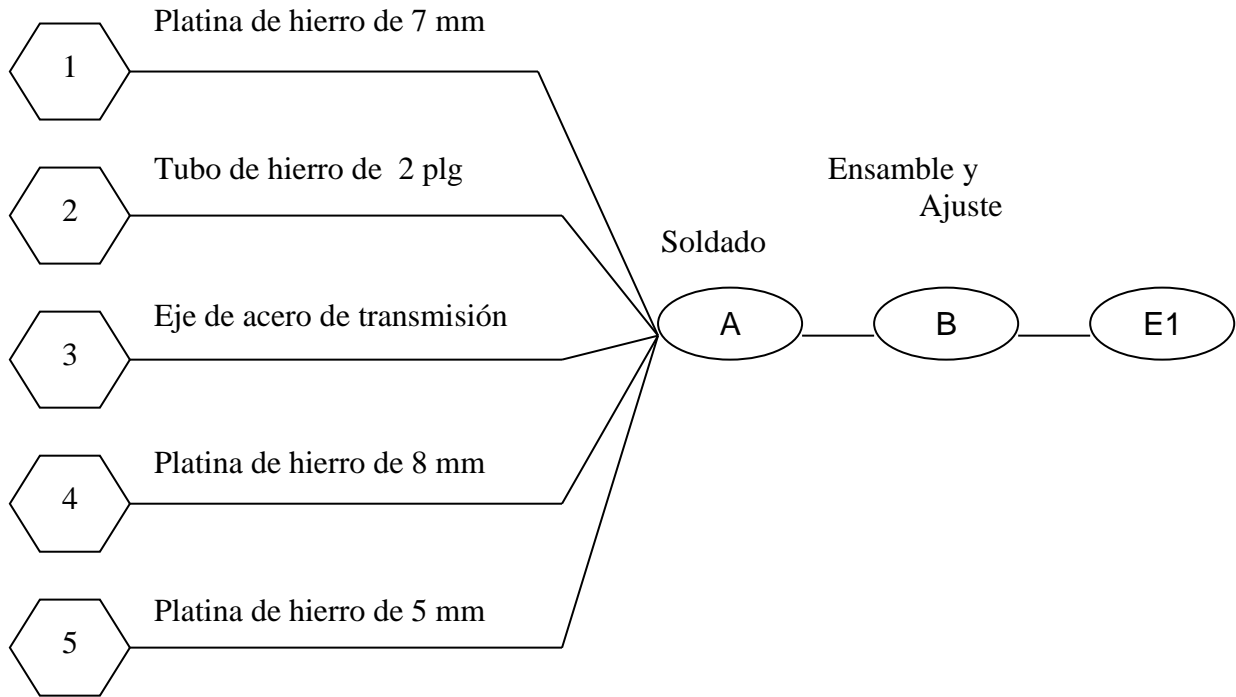 Platina de hierro de 7 mm
1
Tubo de hierro de 2 plg
2
Ensamble y
Ajuste
Soldado
Eje de acero de transmisión
3
A
B
E1
Platina de hierro de 8 mm
4
Platina de hierro de 5 mm
5